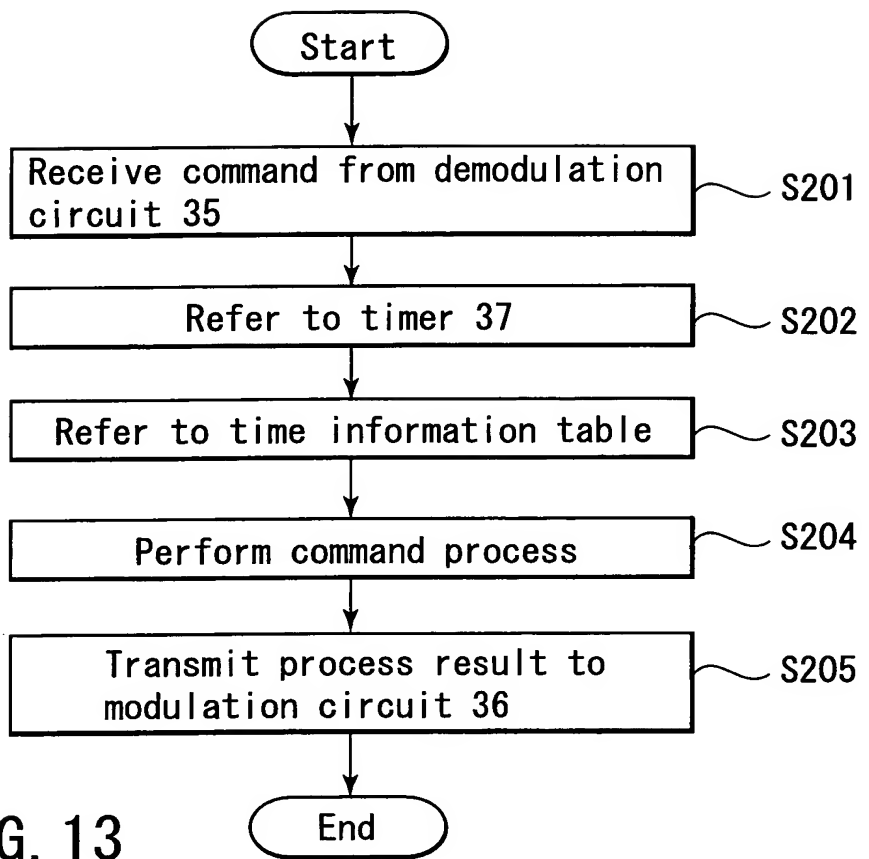 Start
Receive command from demodulation
circuit 35
S201
Refer to timer 37
S202
Refer to time information table
S203
Perform command process
S204
Transmit process result to
modulation circuit 36
S205
End
G. 13